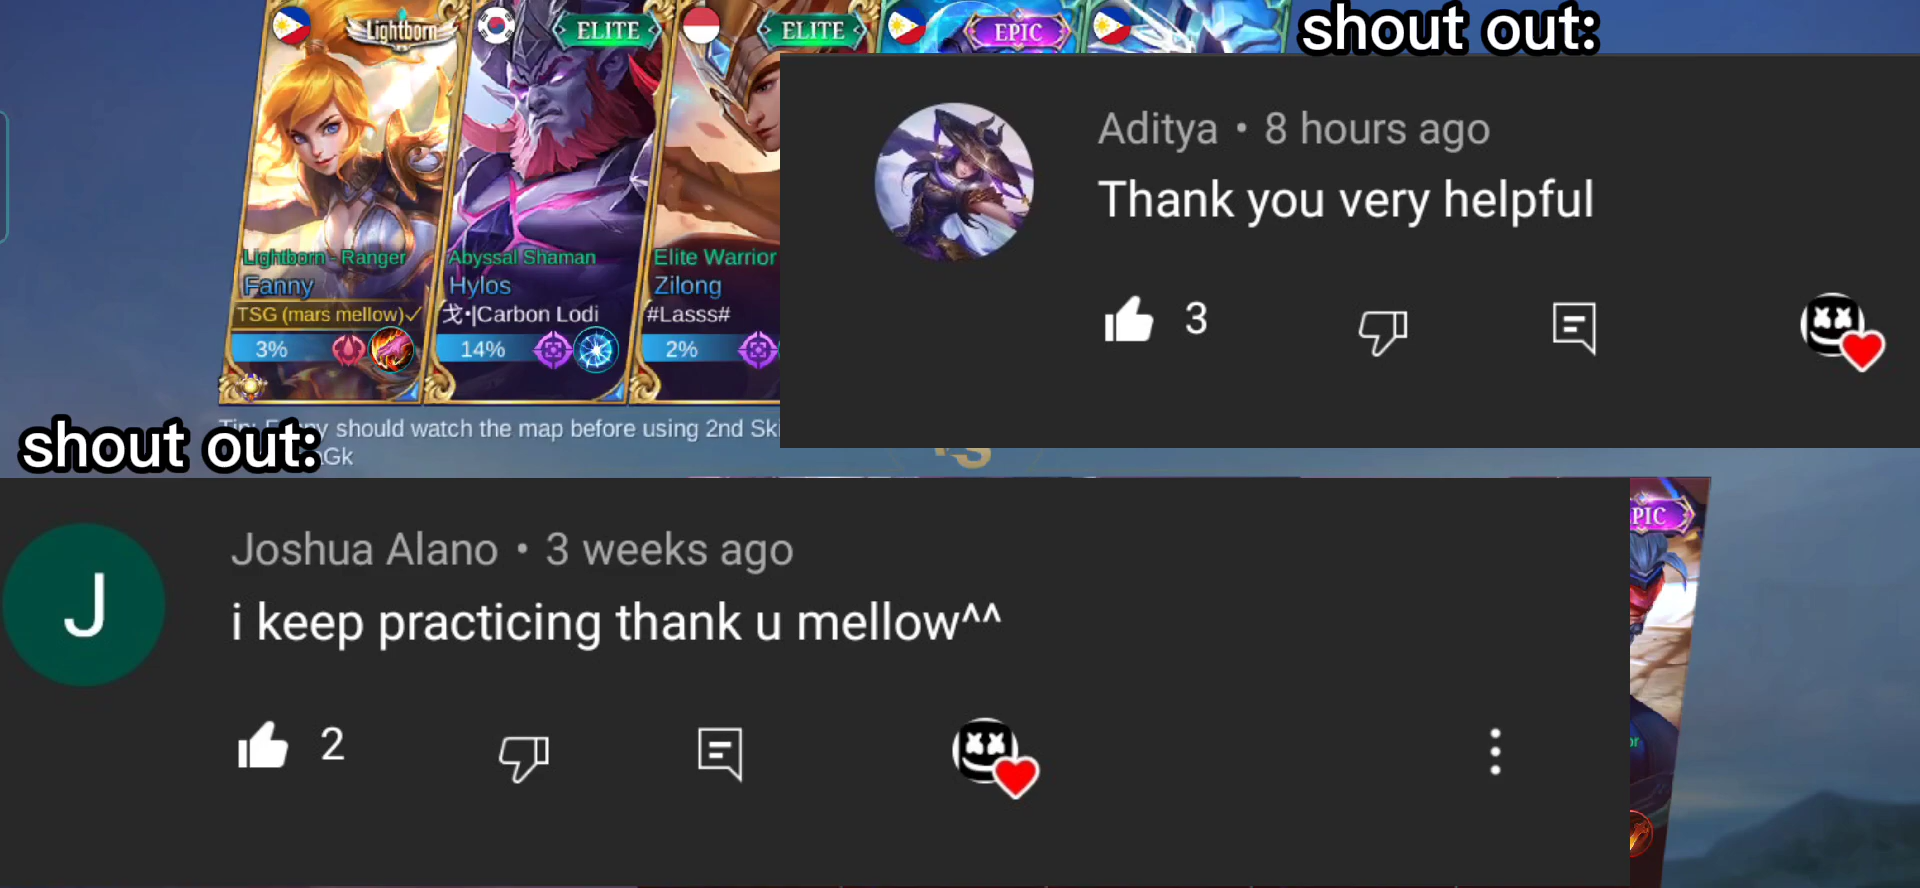 shout out:
Lightborn
ELITE
ELITE
EPIC
Aditya • 8 hours ago
Thank you very helpful
3
Lightborn - Ranger
Fanny
TSG (mars mellow)✓
3%
Abyssal Shaman
Hylos
戈•|Carbon Lodi
14%
Elite Warrior
Zilong
#Lasss#
2%
shout out:
should watch the map before using 2nd Ski
Gk
PIC
Joshua Alano • 3 weeks ago
J
i keep practicing thank u mellow^^
2